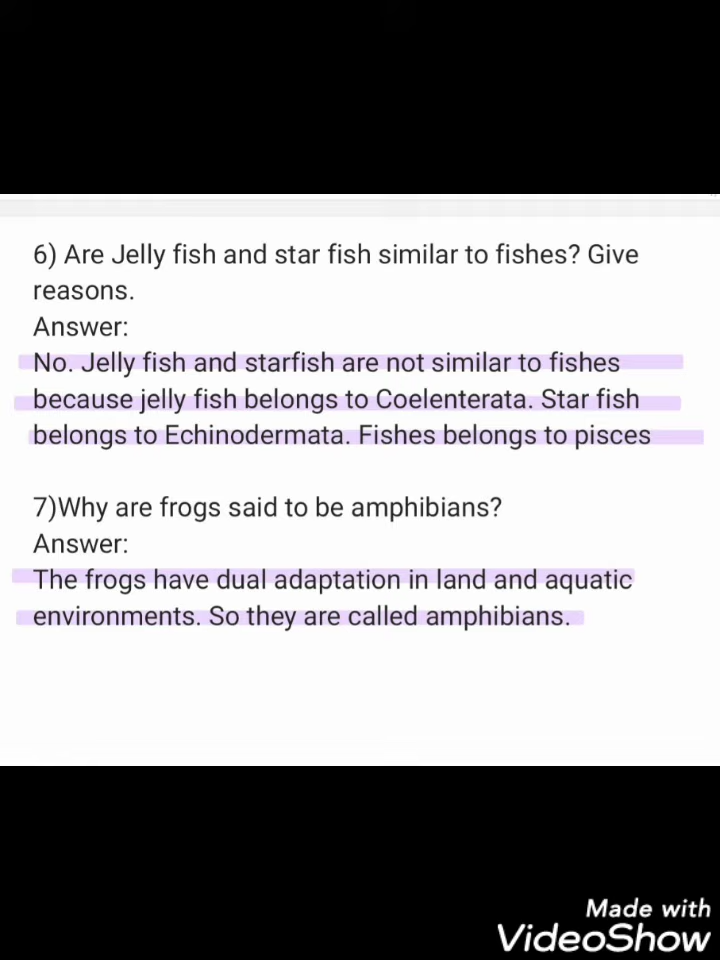 6) Are Jelly fish and star fish similar to fishes? Give
reasons.
Answer:
No. Jelly fish and starfish are not similar to fishes
because jelly fish belongs to Coelenterata. Star fish
belongs to Echinodermata. Fishes belongs to pisces
7)Why are frogs said to be amphibians?
Answer:
The frogs have dual adaptation in land and aquatic
environments. So they are called amphibians.
Made with
VideoShow